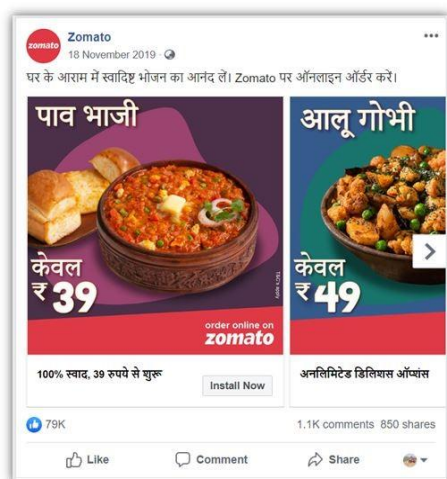 zomato
Zomato
18 November 2019 ·
घर के आराम में स्वादिष्ट भोजन का आनंद लें। Zomato पर ऑनलाइन ऑर्डर करें।
पाव भाजी
केवल
₹39
T&C's apply
order online on
zomato
100% स्वाद, 39 रुपये से शुरू
Install Now
आलू गोभी
केवल
₹49
अनलिमिटेड डिलिशस ऑप्शंस
79K
1.1K comments 850 shares
Like Comment Share